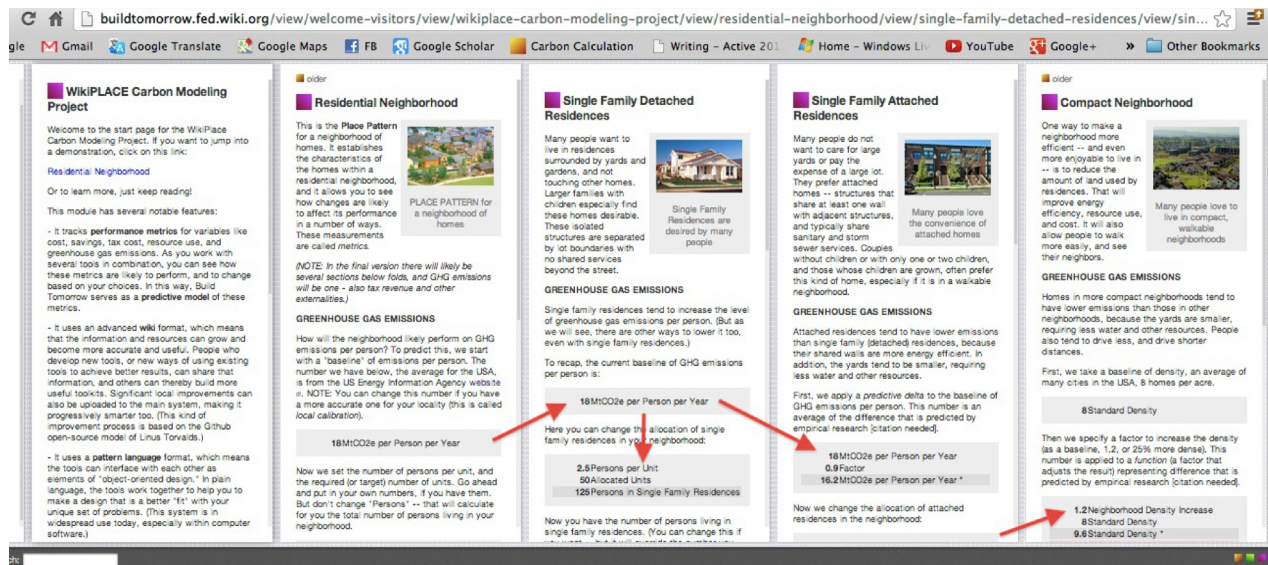 buildtomorrow.fed.wiki.org/view/welcome-visitors/view/wikiplace-carbon-modeling-project/view/residential-neighborhood/view/single-family-detached-residences/view/sin...
gle Gmail Google Translate Google Maps FB Google Scholar Carbon Calculation Writing – Active 201 Home – Windows Liv YouTube Google+ » Other Bookmarks
WikiPLACE Carbon Modeling
Project
Welcome to the start page for the WikiPlace
Carbon Modeling Project. If you want to jump into
a demonstration, click on this link:
Residential Neighborhood
Or to learn more, just keep reading!
This module has several notable features:
- It tracks performance metrics for variables like
cost, savings, tax cost, resource use, and
greenhouse gas emissions. As you work with
several tools in combination, you can see how
these metrics are likely to perform, and to change
based on your choices. In this way, Build
Tomorrow serves as a predictive model of these
metrics.
- It uses an advanced wiki format, which means
that the information and resources can grow and
become more accurate and useful. People who
develop new tools, or new ways of using existing
tools to achieve better results, can share that
information, and others can thereby build more
useful toolkits. Significant local improvements can
also be uploaded to the main system, making it
progressively smarter too. (This kind of
improvement process is based on the Github
open-source model of Linus Torvalds.)
- It uses a pattern language format, which means
the tools can interface with each other as
elements of "object-oriented design." In plain
language, the tools work together to help you to
make a design that is a better "fit" with your
unique set of problems. (This system is in
widespread use today, especially within computer
software.)
older
Residential Neighborhood
This is the Place Pattern
for a neighborhood of
homes. It establishes
the characteristics of
the homes within a
residential neighborhood,
and it allows you to see
how changes are likely
to affect its performance
in a number of ways.
These measurements
are called metrics.
PLACE PATTERN for
a neighborhood of
homes
(NOTE: In the final version there will likely be
several sections below folds, and GHG emissions
will be one - also tax revenue and other
externalities.)
GREENHOUSE GAS EMISSIONS
How will the neighborhood likely perform on GHG
emissions per person? To predict this, we start
with a "baseline" of emissions per person. The
number we have below, the average for the USA,
is from the US Energy Information Agency website
. NOTE: You can change this number if you have
a more accurate one for your locality (this is called
local calibration).
18MtCO2e per Person per Year
Now we set the number of persons per unit, and
the required (or target) number of units. Go ahead
and put in your own numbers, if you have them.
But don't change "Persons" -- that will calculate
for you the total number of persons living in your
neighborhood.
Single Family Detached
Residences
Many people want to
live in residences
surrounded by yards and
gardens, and not
touching other homes.
Larger families with
children especially find
these homes desirable.
These isolated
structures are separated
by lot boundaries with
no shared services
beyond the street.
Single Family
Residences are
desired by many
people
GREENHOUSE GAS EMISSIONS
Single family residences tend to increase the level
of greenhouse gas emissions per person. (But as
we will see, there are other ways to lower it too,
even with single family residences.)
To recap, the current baseline of GHG emissions
per person is:
18MtCO2e per Person per Year
Here you can change the allocation of single
family residences in your neighborhood:
2.5Persons per Unit
50Allocated Units
125Persons in Single Family Residences
Now you have the number of persons living in
single family residences. (You can change this if
Single Family Attached
Residences
Many people do not
want to care for large
yards or pay the
expense of a large lot.
They prefer attached
homes -- structures that
share at least one wall
with adjacent structures,
and typically share
sanitary and storm
sewer services. Couples
without children or with only one or two children,
and those whose children are grown, often prefer
this kind of home, especially if it is in a walkable
neighborhood.
Many people love
the convenience of
attached homes
GREENHOUSE GAS EMISSIONS
Attached residences tend to have lower emissions
than single family (detached) residences, because
their shared walls are more energy efficient. In
addition, the yards tend to be smaller, requiring
less water and other resources.
First, we apply a predictive delta to the baseline of
GHG emissions per person. This number is an
average of the difference that is predicted by
empirical research [citation needed].
18MtCO2e per Person per Year
0.9Factor
16.2MtCO2e per Person per Year *
Now we change the allocation of attached
residences in the neighborhood:
older
Compact Neighborhood
One way to make a
neighborhood more
efficient -- and even
more enjoyable to live in
-- is to reduce the
amount of land used by
residences. That will
improve energy
efficiency, resource use,
and cost. It will also
allow people to walk
more easily, and see
their neighbors.
Many people love to
live in compact,
walkable
neighborhoods
GREENHOUSE GAS EMISSIONS
Homes in more compact neighborhoods tend to
have lower emissions than those in other
neighborhoods, because the yards are smaller,
requiring less water and other resources. People
also tend to drive less, and drive shorter
distances.
First, we take a baseline of density, an average of
many cities in the USA, 8 homes per acre.
8Standard Density
Then we specify a factor to increase the density
(as a baseline, 1.2, or 25% more dense). This
number is applied to a function (a factor that
adjusts the result) representing difference that is
predicted by empirical research [citation needed].
1.2Neighborhood Density Increase
8Standard Density
9.6Standard Density *